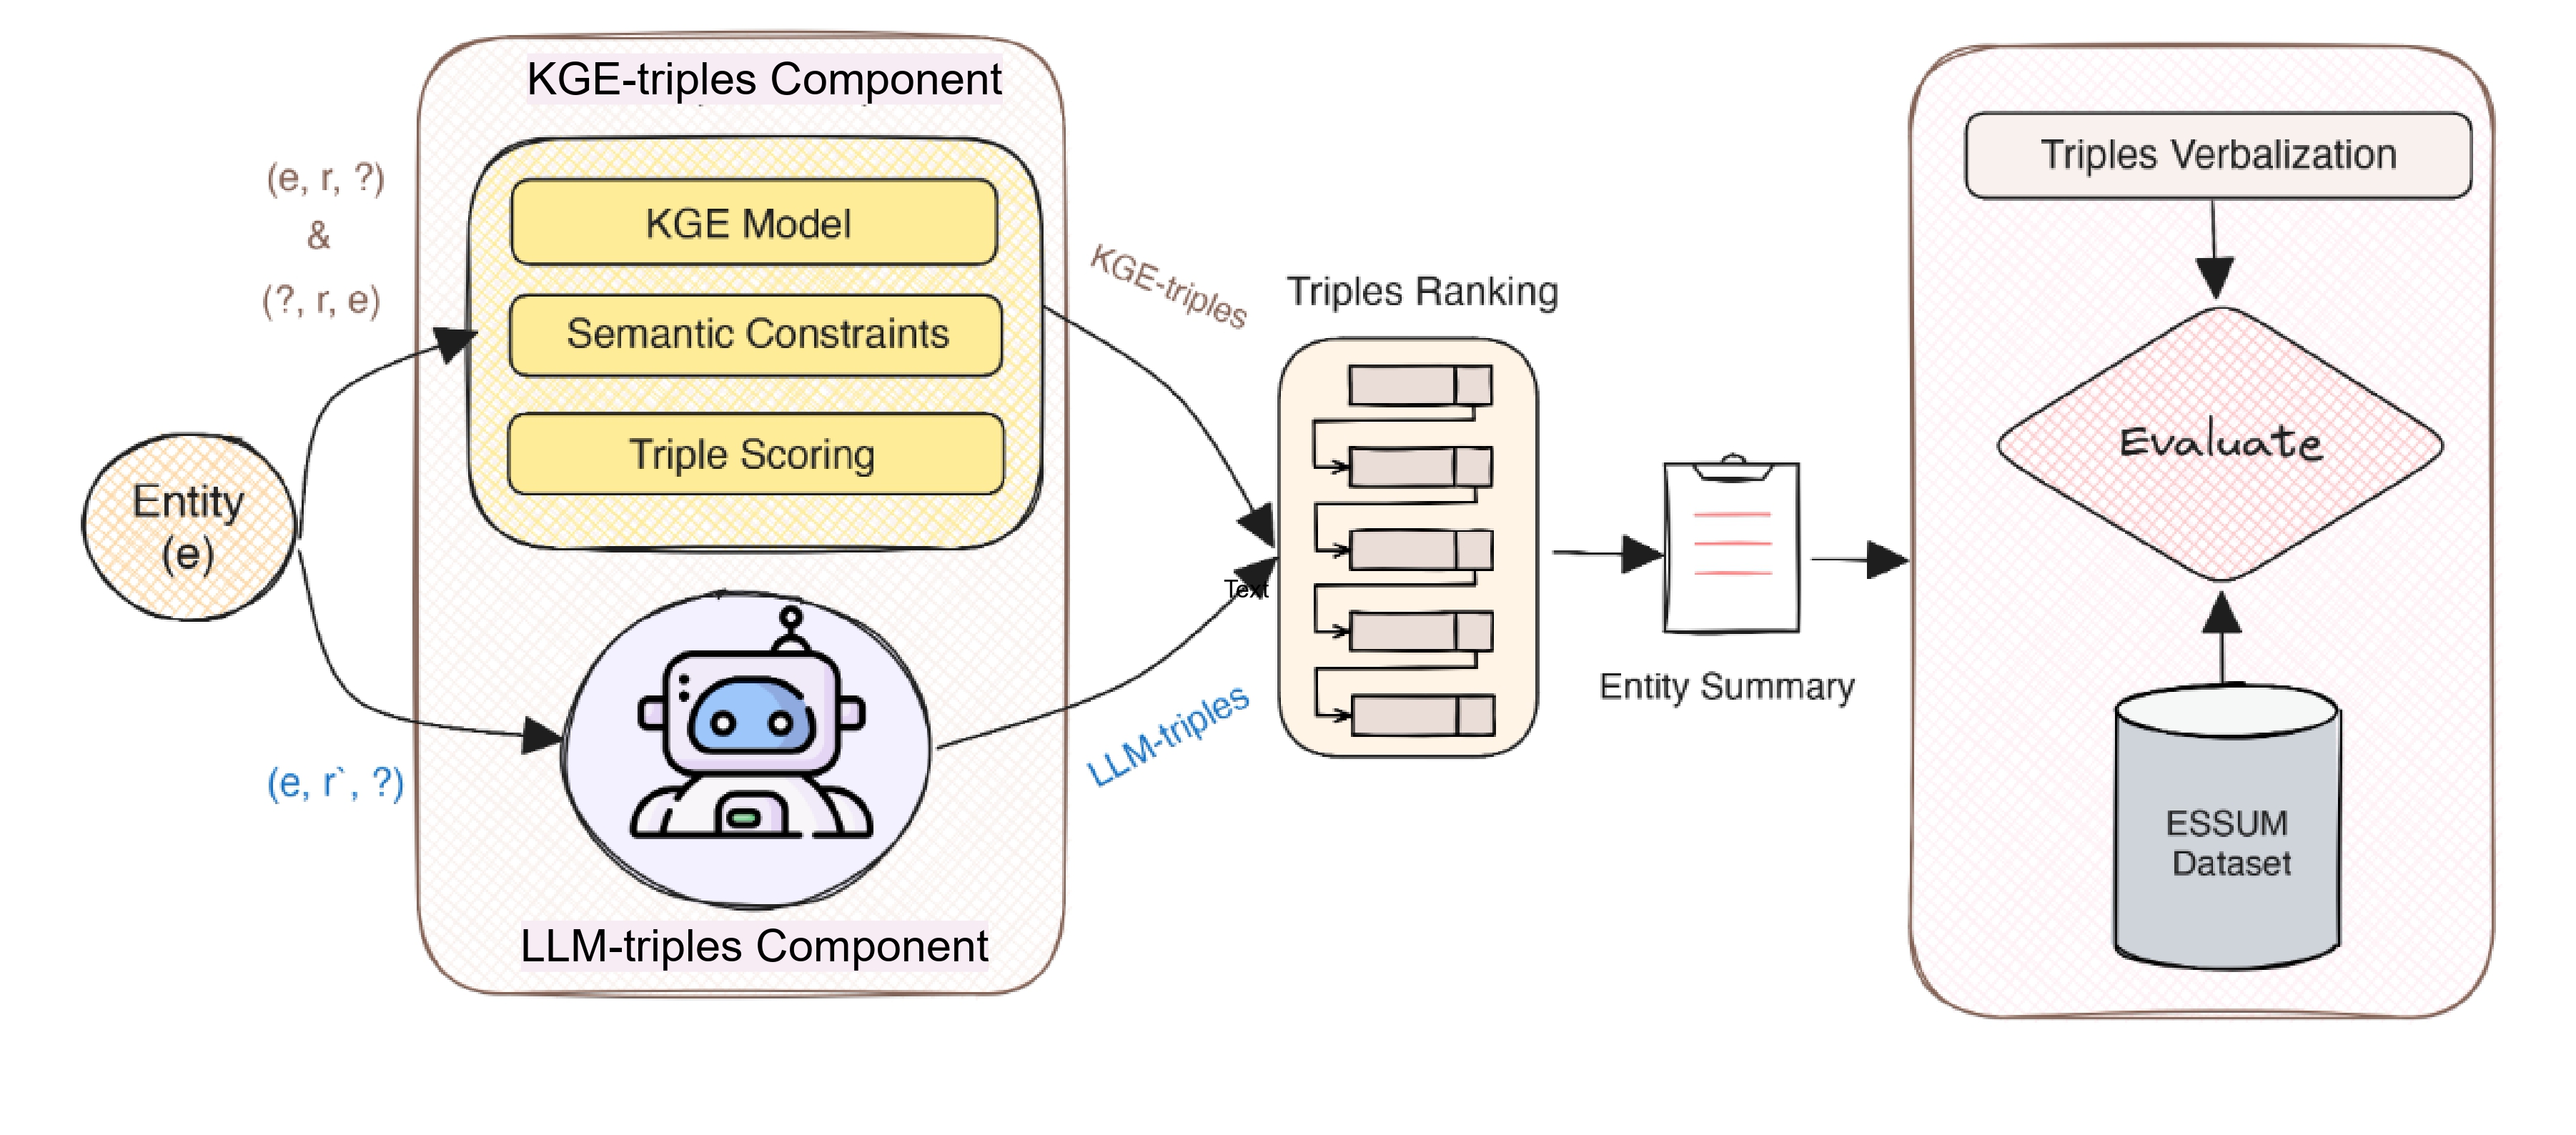 KGE-triples Component
(e, r, ?)
&
(?, r, e)
KGE Model
Semantic Constraints
Triple Scoring
Entity
(e)
(e, r`, ?)
LLM-triples Component
KGE-triples
LLM-triples
Text
Triples Ranking
Entity Summary
Triples Verbalization
Evaluate
ESSUM
Dataset